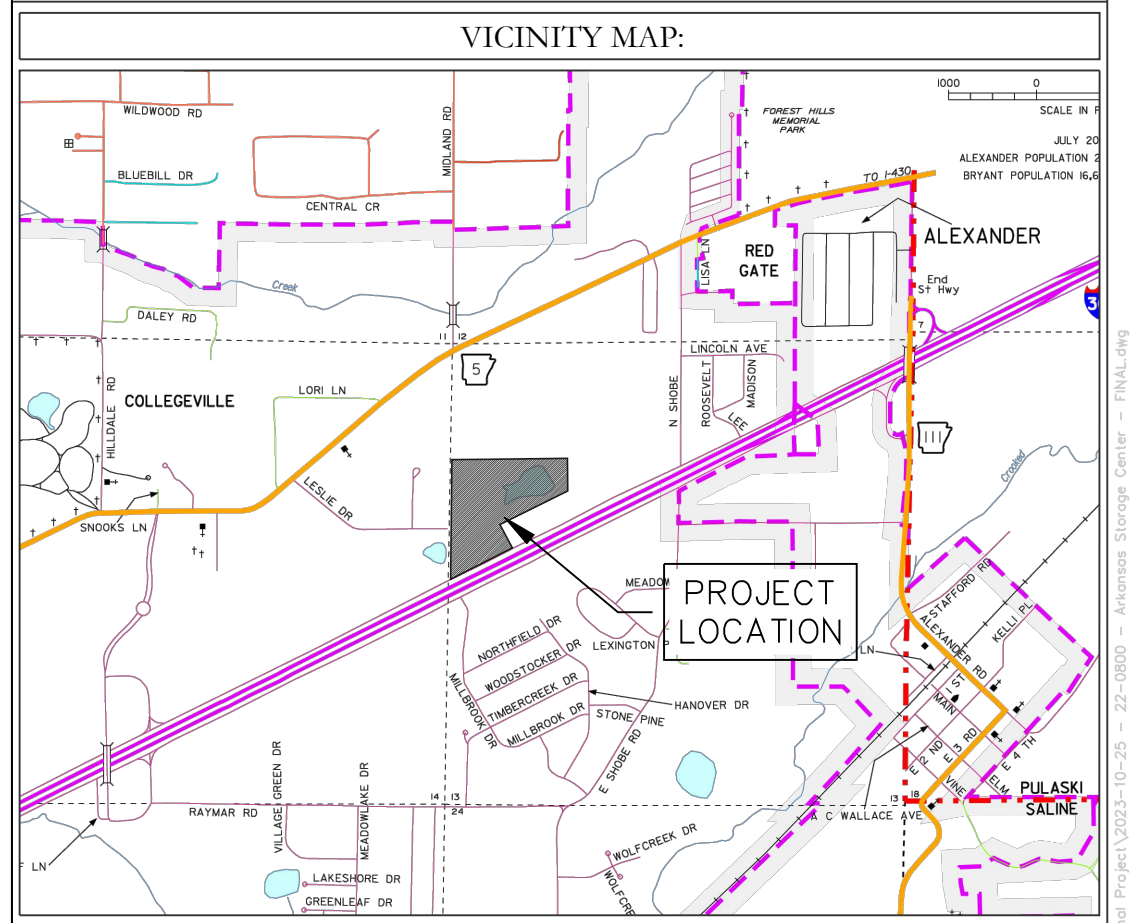 VICINITY MAP:
WILDWOOD RD
BLUEBILL DR
CENTRAL CR
MIDLAND RD
FOREST HILLS
MEMORIAL
PARK
1000 0
SCALE IN F
JULY 20
ALEXANDER POPULATION 2
BRYANT POPULATION 16,6
TO I-430
ALEXANDER
RED
GATE
LISA LN
End
St Hwy
3
7
Creek
DALEY RD
11 12
5
LINCOLN AVE
N SHOBE
ROOSEVELT
MADISON
LEE
LORI LN
COLLEGEVILLE
HILLDALE RD
111
Crooked
SNOOKS LN
LESLIE DR
PROJECT
LOCATION
MEADOW
LEXINGTON
NORTHFIELD DR
WOODSTOCKER DR
TIMBERCREEK DR
MILLBROOK DR
MILLBROOK DR
HANOVER DR
STONE PINE
E SHOBE RD
STAFFORD RD
KELLI PL
ALEXANDER RD
LN
1 ST
MAIN
E 2 ND
E 3 RD
E 4 TH
VINE
ELM
PULASKI
SALINE
13 18
A C WALLACE AVE
14 13
24
RAYMAR RD
VILLAGE GREEN DR
MEADOWLAKE DR
F LN
LAKESHORE DR
GREENLEAF DR
WOLFCREEK DR
WOLFCRE
nal Project\2023-10-25 - 22-0800 - Arkansas Storage Center - FINAL.dwg